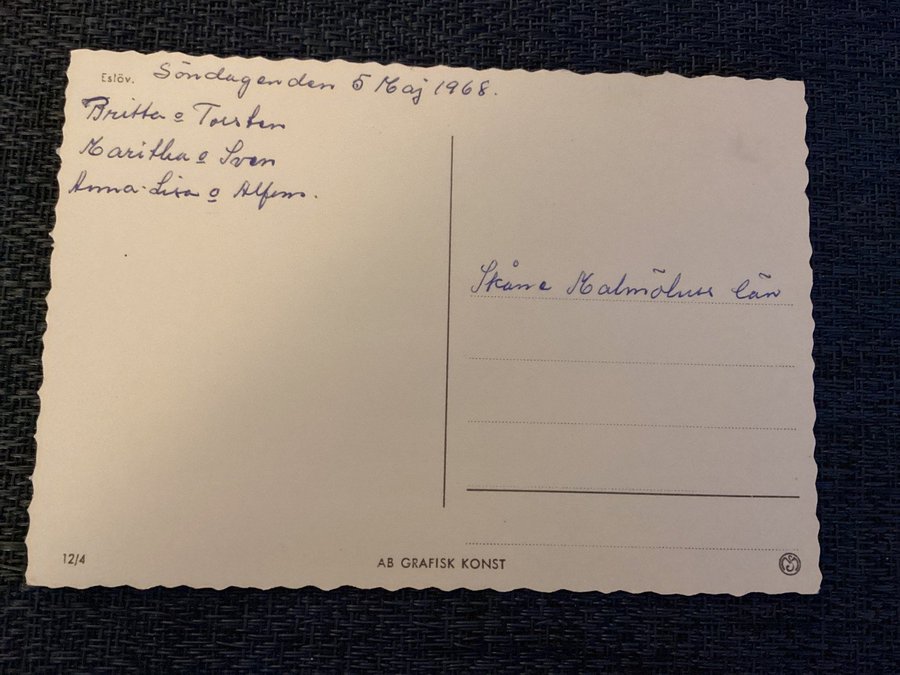 Eslöv. Söndagen den 5 Maj 1968.
Britta o Torsten
Maritha o Sven
Anna-Lisa o Alfons.
Skåne Malmöhus län
12/4
AB GRAFISK KONST